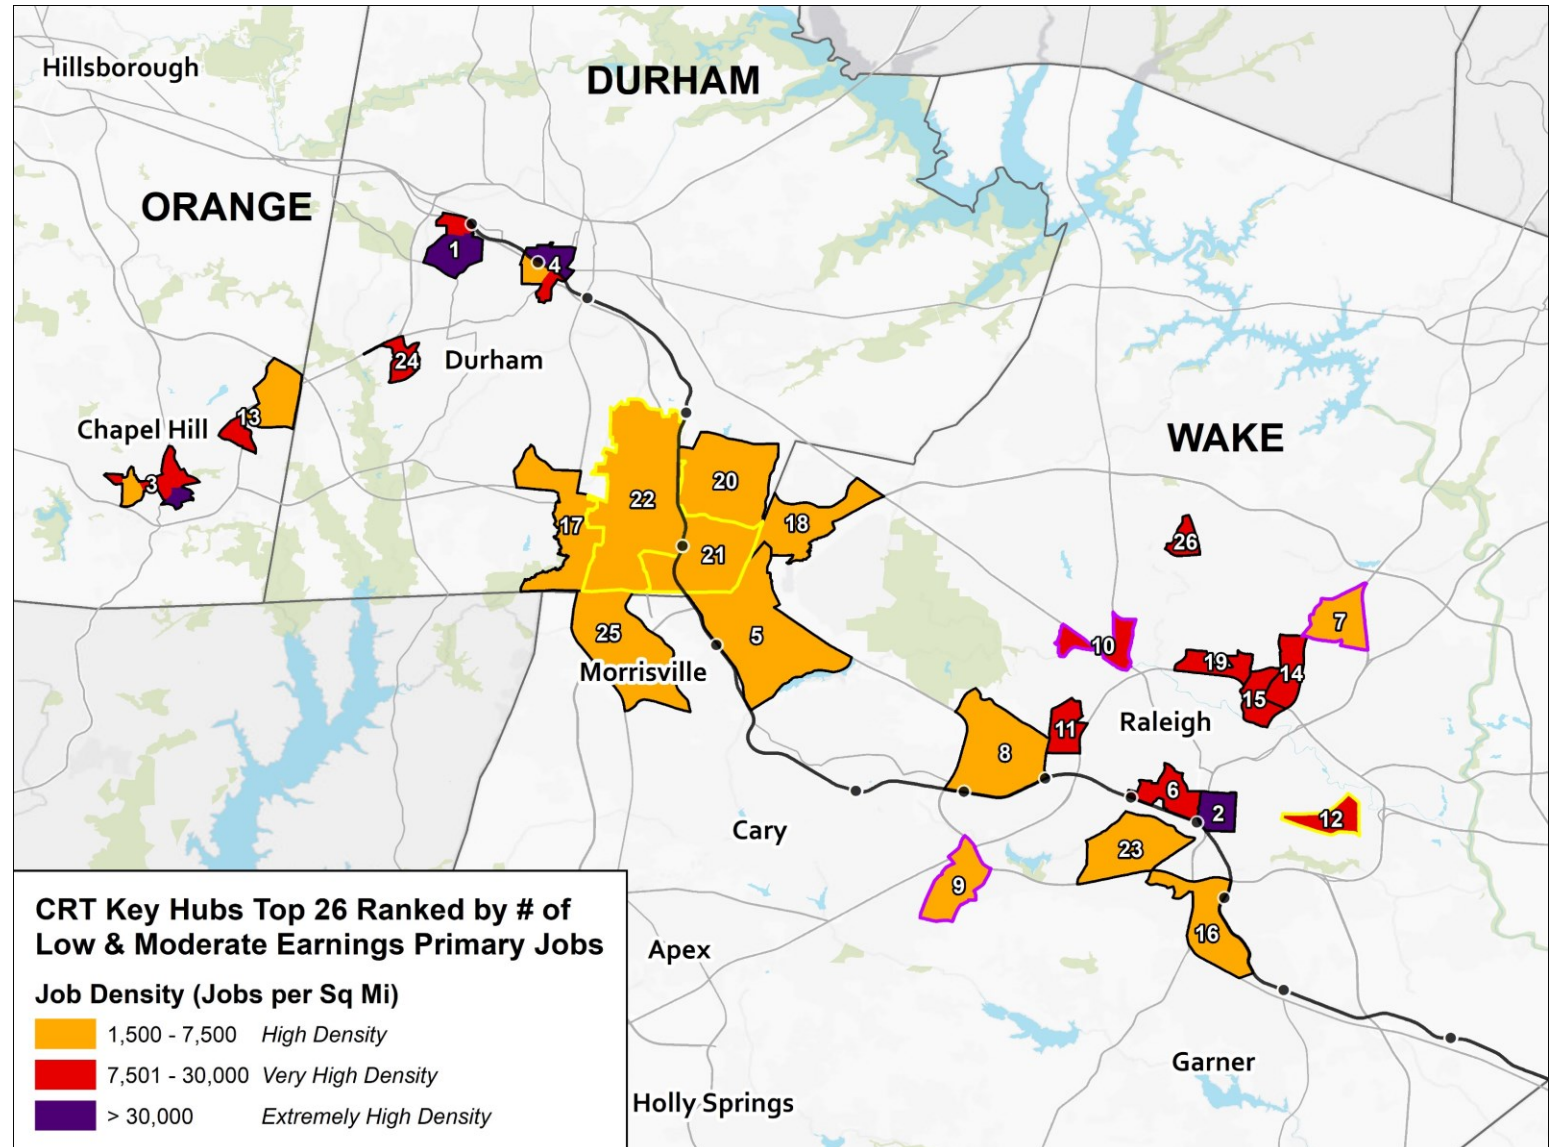 Hillsborough
DURHAM
ORANGE
1
4
24
Durham
13
Chapel Hill
3
WAKE
20
22
18
17
21
26
25
5
7
10
Morrisville
19
14
15
Raleigh
11
8
6
2
12
Cary
23
9
16
Apex
Garner
Holly Springs
CRT Key Hubs Top 26 Ranked by # of
Low & Moderate Earnings Primary Jobs
Job Density (Jobs per Sq Mi)
1,500 - 7,500 High Density
7,501 - 30,000 Very High Density
> 30,000 Extremely High Density